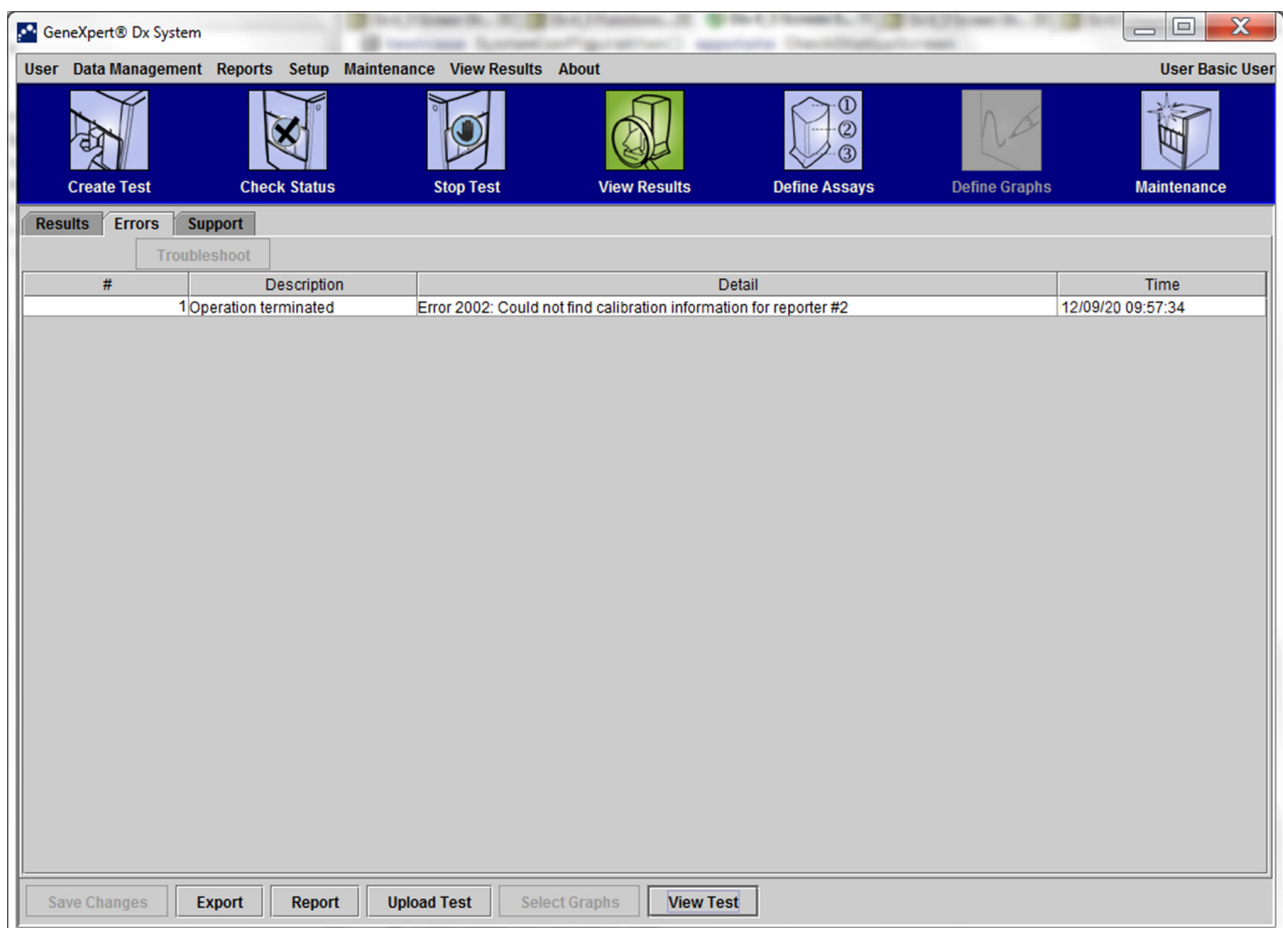 GeneXpert® Dx System
User Data Management Reports Setup Maintenance View Results About User Basic User
① ② ③
Create Test Check Status Stop Test View Results Define Assays Define Graphs Maintenance
Results Errors Support
Troubleshoot
# Description Detail Time
1 Operation terminated Error 2002: Could not find calibration information for reporter #2 12/09/20 09:57:34
Save Changes Export Report Upload Test Select Graphs View Test